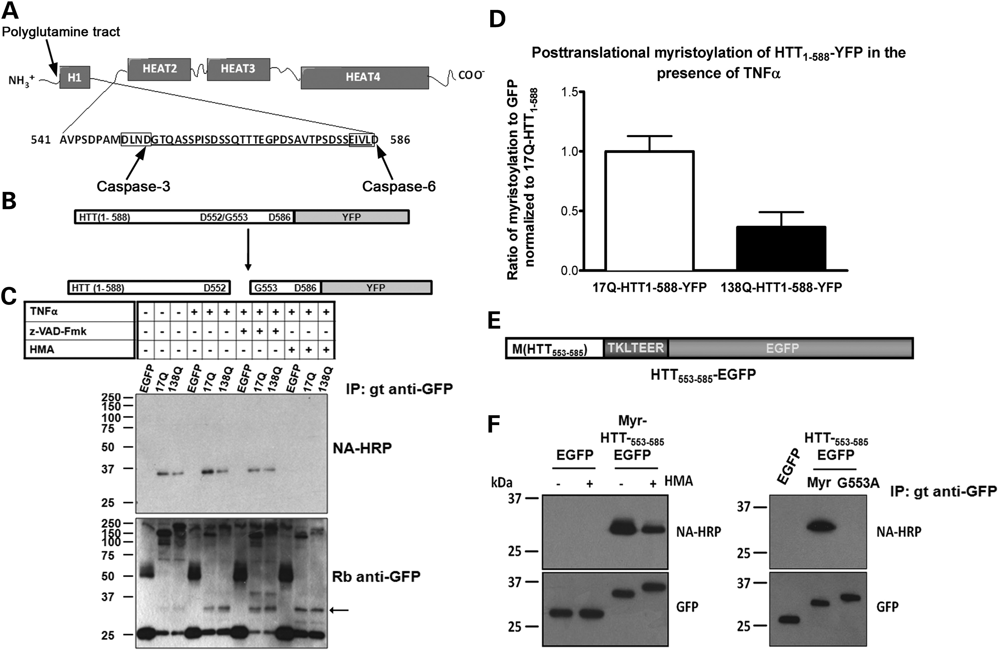 A
Polyglutamine tract
NH3+ H1 HEAT2 HEAT3 HEAT4 COO-
541 AVPSDPAMDLNDGTQASSPISDSSQTTTEGPDSAVTPSDSSEIVLD 586
Caspase-3 Caspase-6
B
HTT(1- 588) D552/G553 D586 YFP
HTT (1- 588) D552 G553 D586 YFP
C
TNFα - - - + + + + + + + + +
z-VAD-Fmk - - - - - - + + + - - -
HMA - - - - - - - - - + + +
EGFP 17Q 138Q EGFP 17Q 138Q EGFP 17Q 138Q EGFP 17Q 138Q
IP: gt anti-GFP
250
150
100
75
50
37
25
NA-HRP
250
150
100
75
50
37
25
Rb anti-GFP
D
Posttranslational myristoylation of HTT1-588-YFP in the
presence of TNFα
Ratio of myristoylation to GFP
normalized to 17Q-HTT1-588
1.5
1.0
0.5
0.0
17Q-HTT1-588-YFP 138Q-HTT1-588-YFP
E
M(HTT553-585) TKLTEER EGFP
HTT553-585-EGFP
F
Myr-
HTT-553-585
EGFP EGFP
kDa - + - + HMA
37
25
NA-HRP
37
25
GFP
HTT-553-585
EGFP EGFP
Myr G553A
IP: gt anti-GFP
37
25
NA-HRP
37
25
GFP